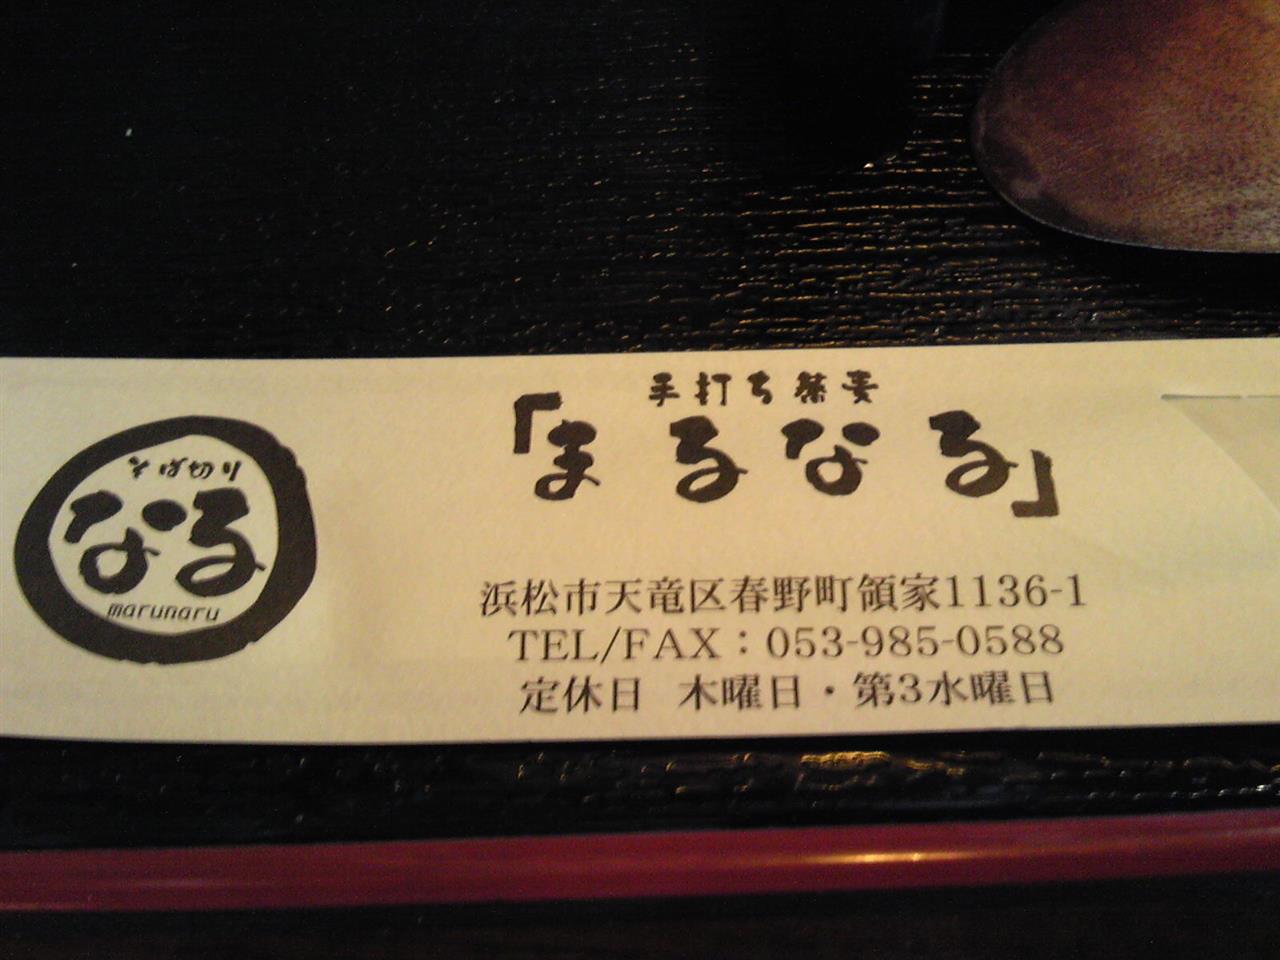 そば切り
なる
marunaru
手打ち蕎麦
「まるなる」
浜松市天竜区春野町領家1136-1
TEL/FAX：053-985-0588
定休日 木曜日・第3水曜日